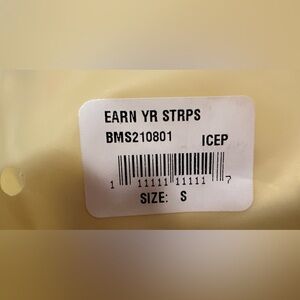 EARN YR STRPS
BMS210801
ICEP
1 11111 11111 7
SIZE: S